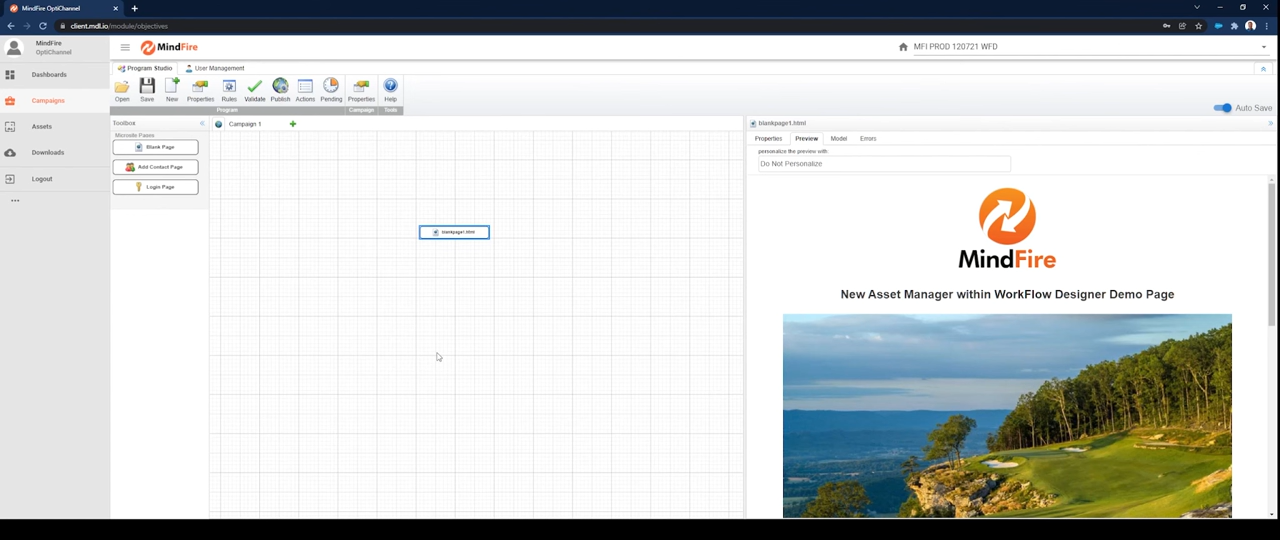 MindFire OptiChannel
client.mdl.io/module/objectives
MindFire
OptiChannel
MindFire
MFI PROD 120721 WFD
Program Studio
User Management
Dashboards
Campaigns
Assets
Downloads
Logout
Open
Save
New
Properties
Rules
Validate
Publish
Actions
Pending
Properties
Help
Program
Campaign
Tools
Auto Save
Toolbox
Microsite Pages
Blank Page
Add Contact Page
Login Page
Campaign 1
blankpage1.html
blankpage1.html
Properties
Preview
Model
Errors
personalize the preview with:
Do Not Personalize
MindFire
New Asset Manager within WorkFlow Designer Demo Page